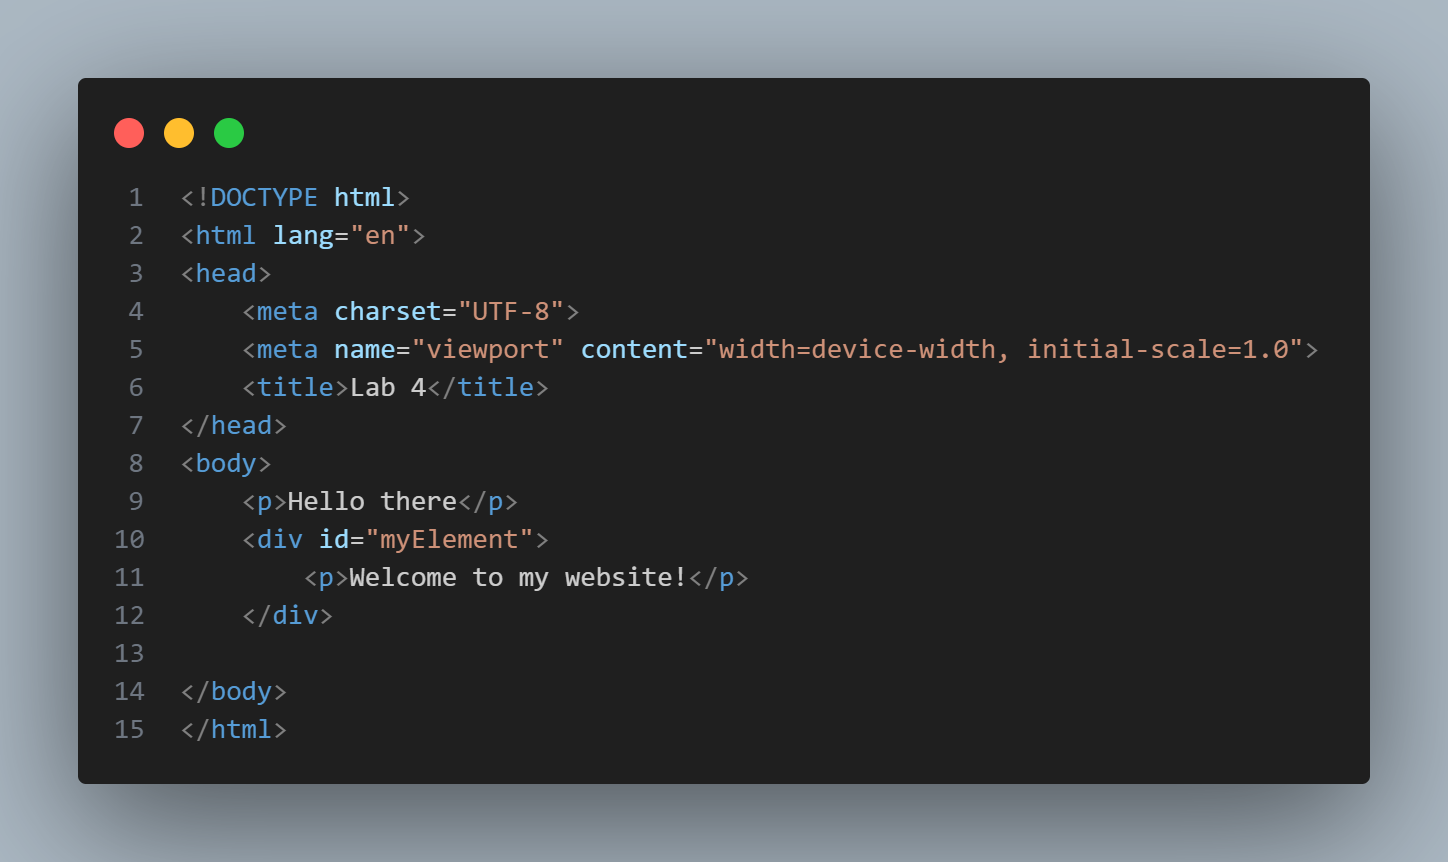 1 <!DOCTYPE html>
2 <html lang="en">
3 <head>
4     <meta charset="UTF-8">
5     <meta name="viewport" content="width=device-width, initial-scale=1.0">
6     <title>Lab 4</title>
7 </head>
8 <body>
9     <p>Hello there</p>
10     <div id="myElement">
11         <p>Welcome to my website!</p>
12     </div>
13
14 </body>
15 </html>